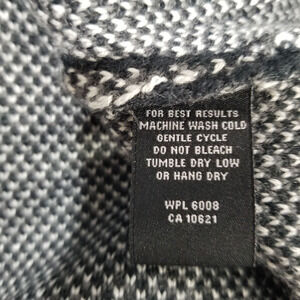 FOR BEST RESULTS
MACHINE WASH COLD
GENTLE CYCLE
DO NOT BLEACH
TUMBLE DRY LOW
OR HANG DRY
WPL 6008
CA 10621